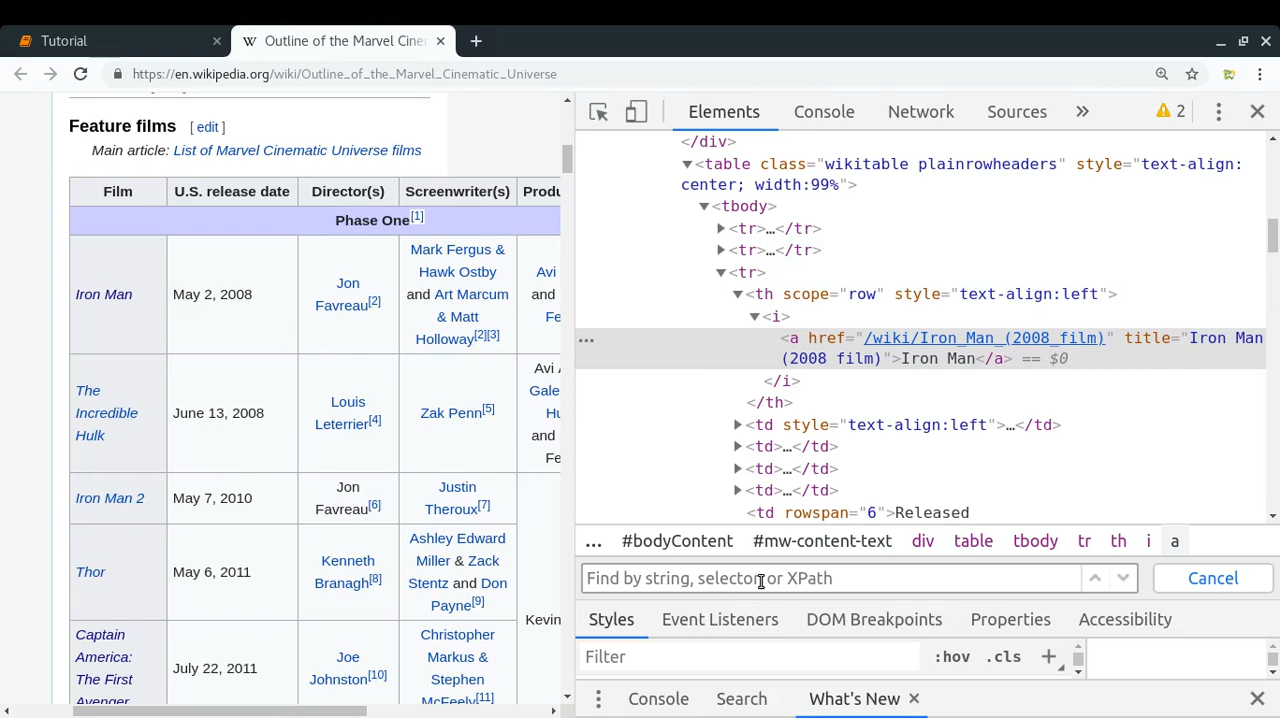 Tutorial
W Outline of the Marvel Cine
https://en.wikipedia.org/wiki/Outline_of_the_Marvel_Cinematic_Universe
Feature films [ edit ]
Main article: List of Marvel Cinematic Universe films
Film U.S. release date Director(s) Screenwriter(s) Produ
Phase One[1]
Iron Man May 2, 2008 Jon Favreau[2] Mark Fergus & Hawk Ostby and Art Marcum & Matt Holloway[2][3] Avi and Fe
The Incredible Hulk June 13, 2008 Louis Leterrier[4] Zak Penn[5] Avi A Gale Hu and Fe
Iron Man 2 May 7, 2010 Jon Favreau[6] Justin Theroux[7]
Thor May 6, 2011 Kenneth Branagh[8] Ashley Edward Miller & Zack Stentz and Don Payne[9]
Kevin
Captain America: The First Avenger July 22, 2011 Joe Johnston[10] Christopher Markus & Stephen McFeely[11]
Elements Console Network Sources » 2
</div>
▼<table class="wikitable plainrowheaders" style="text-align:
center; width:99%">
▼<tbody>
▶<tr>…</tr>
▶<tr>…</tr>
▼<tr>
▼<th scope="row" style="text-align:left">
▼<i>
... <a href="/wiki/Iron_Man_(2008_film)" title="Iron Man
(2008 film)">Iron Man</a> == $0
</i>
</th>
▶<td style="text-align:left">…</td>
▶<td>…</td>
▶<td>…</td>
▶<td>…</td>
<td rowspan="6">Released
... #bodyContent #mw-content-text div table tbody tr th i a
Find by string, selector or XPath Cancel
Styles Event Listeners DOM Breakpoints Properties Accessibility
Filter :hov .cls +
Console Search What's New ×